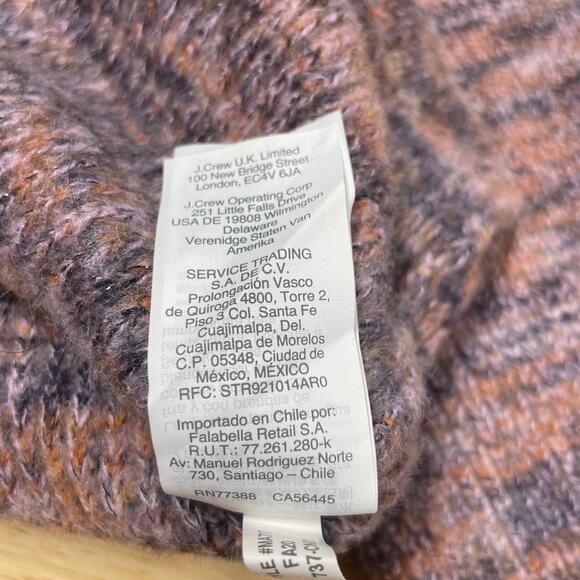 J.Crew U.K. Limited
100 New Bridge Street
London, EC4V 6JA
J.Crew Operating Corp
251 Little Falls Drive
USA DE 19808 Wilmington
Delaware
Verenidge Staten Van
Amerika
SERVICE TRADING
S.A. DE C.V.
Prolongación Vasco
de Quiroga 4800, Torre 2,
Piso 3 Col. Santa Fe
Cuajimalpa, Del.
Cuajimalpa de Morelos
C.P. 05348, Ciudad de
México, MÉXICO
RFC: STR921014AR0
Importado en Chile por:
Falabella Retail S.A.
R.U.T.: 77.261.280-k
Av: Manuel Rodriguez Norte
730, Santiago – Chile
RN77388 CA56445
FA20